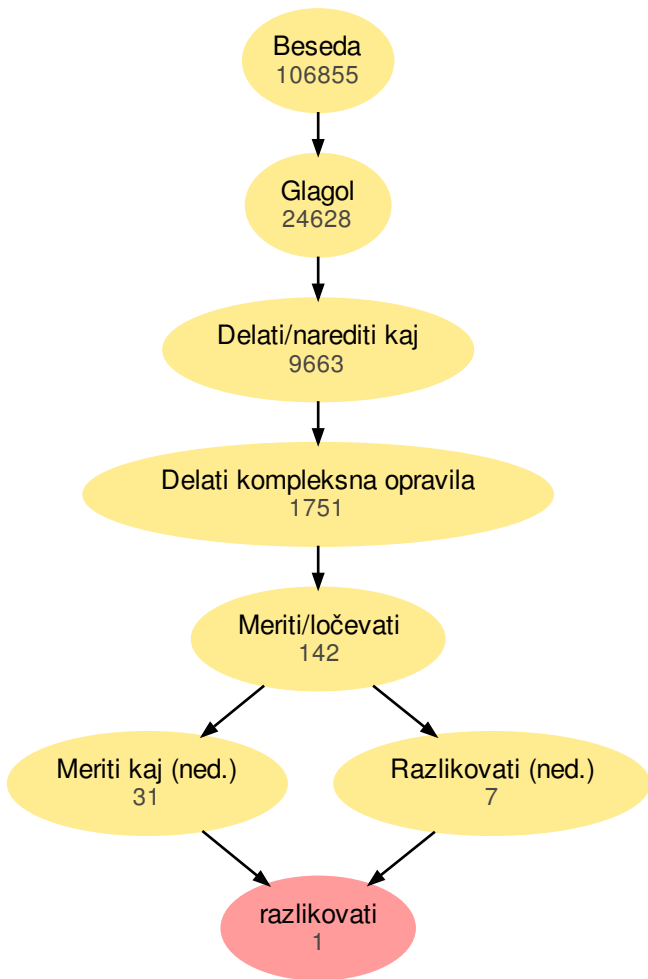 Beseda
106855
Glagol
24628
Delati/narediti kaj
9663
Delati kompleksna opravila
1751
Meriti/ločevati
142
Meriti kaj (ned.)
31
Razlikovati (ned.)
7
razlikovati
1